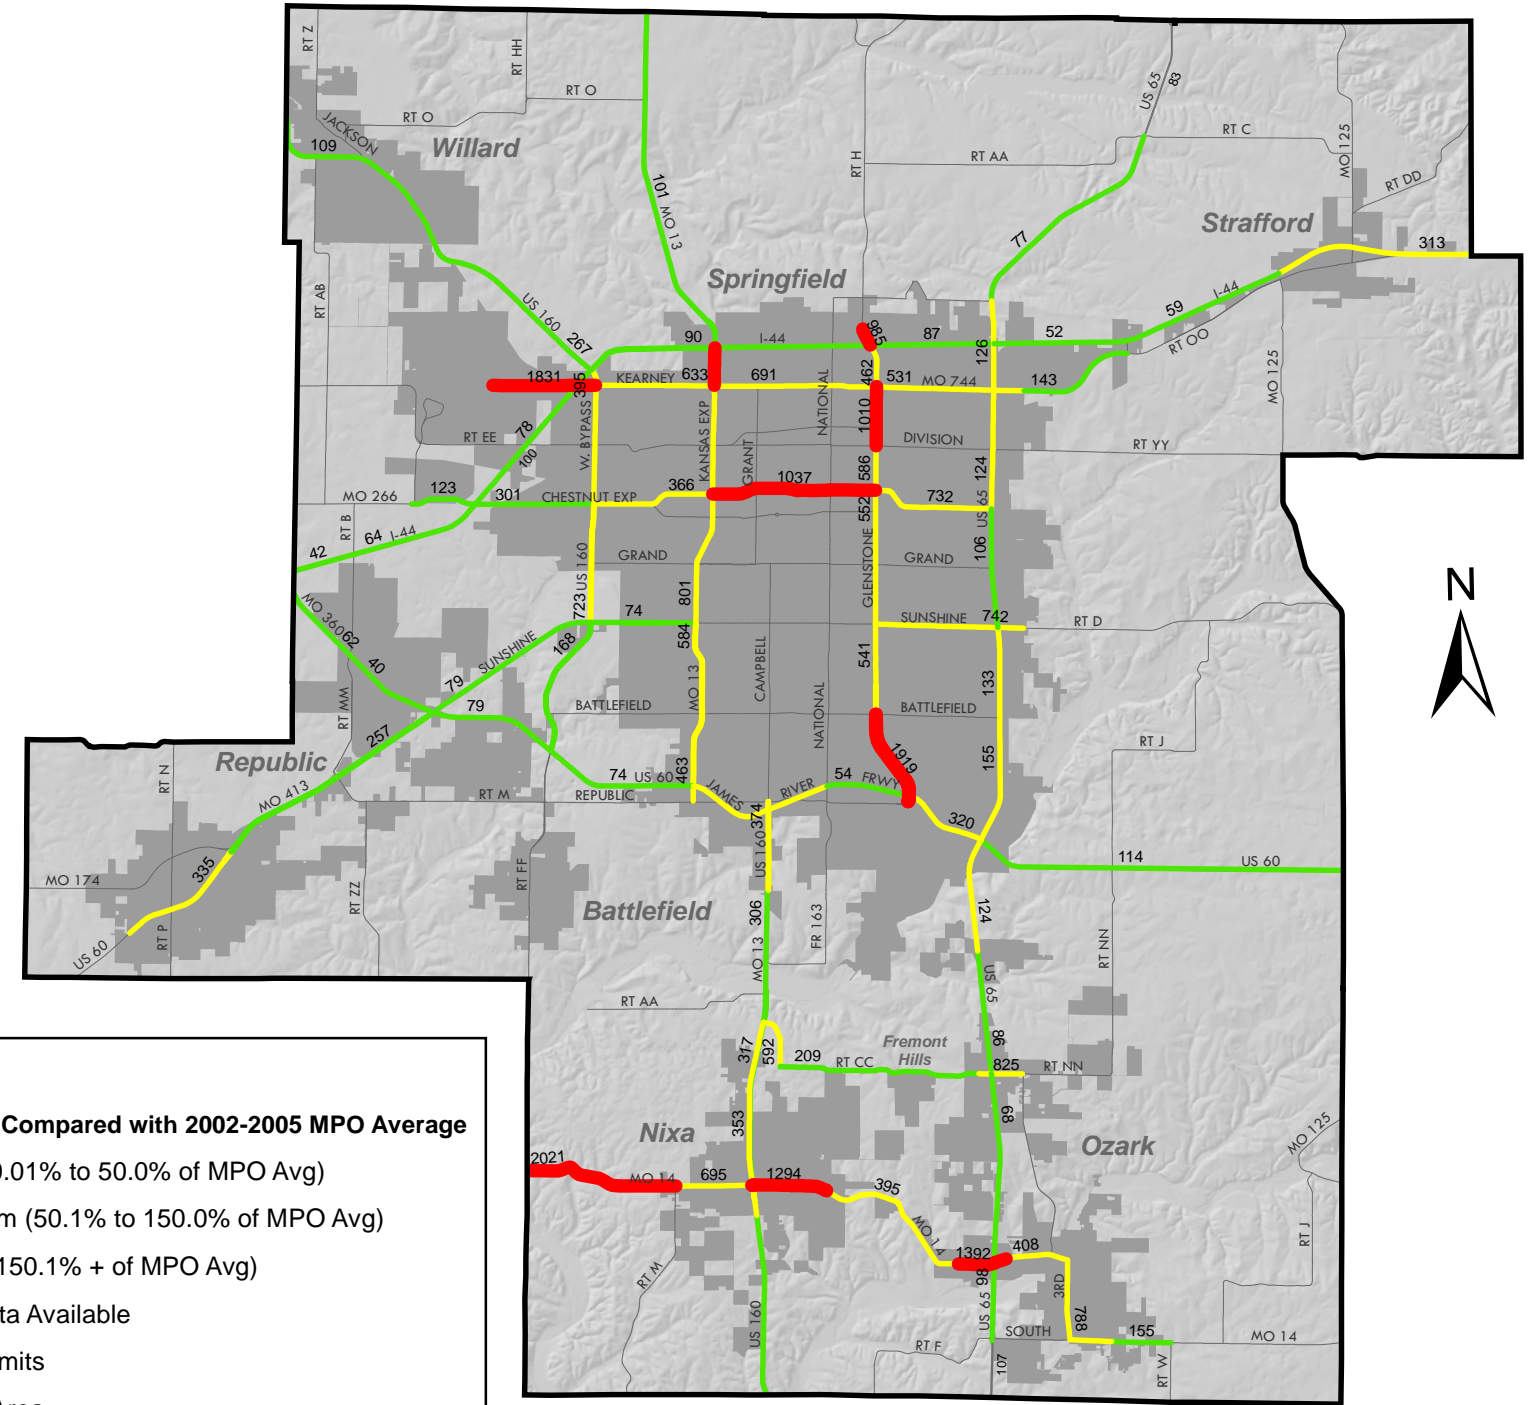 RT Z
RT HH
RT O
RT O
JACKSON
109
Willard
101
MO 13
RT H
RT AA
US 65
83
RT C
MO 125
RT DD
Strafford
313
77
Springfield
RT AB
US 160
267
90
I-44
985
87
52
59
I-44
RT OO
126
1831
395
KEARNEY
633
691
NATIONAL
462
531
MO 744
143
MO 125
78
100
RT EE
W. BYPASS
KANSAS EXP
GRANT
1010
DIVISION
RT YY
MO 266
123
301
CHESTNUT EXP
366
1037
586
552
732
124
US 65
RT B
42
64
I-44
GRAND
GLENSTONE
GRAND
106
US 160
723
74
801
584
SUNSHINE
742
RT D
MO 360
62
40
SUNSHINE
168
79
79
CAMPBELL
541
133
RT MM
BATTLEFIELD
MO 13
NATIONAL
BATTLEFIELD
257
Republic
RT N
MO 413
74
US 60
463
JAMES
RIVER
54
FRWY
1919
155
RT J
RT M
REPUBLIC
374
US 160
320
114
US 60
335
MO 174
RT ZZ
RT FF
RT P
US 60
Battlefield
306
MO 13
FR 163
124
US 65
RT NN
RT AA
317
592
209
RT CC
Fremont
Hills
86
825
RT NN
353
68
Nixa
Ozark
MO 125
2021
MO 14
695
1294
395
MO 14
1392
408
98
US 65
3RD
788
RT J
RT M
US 160
RT F
SOUTH
155
MO 14
107
RT W
N
Compared with 2002-2005 MPO Average
0.01% to 50.0% of MPO Avg)
m (50.1% to 150.0% of MPO Avg)
150.1% + of MPO Avg)
ta Available
mits